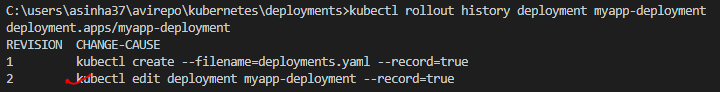 C:\users\asinha37\avirepo\kubernetes\deployments>kubectl rollout history deployment myapp-deployment
deployment.apps/myapp-deployment
REVISION  CHANGE-CAUSE
1         kubectl create --filename=deployments.yaml --record=true
2         kubectl edit deployment myapp-deployment --record=true